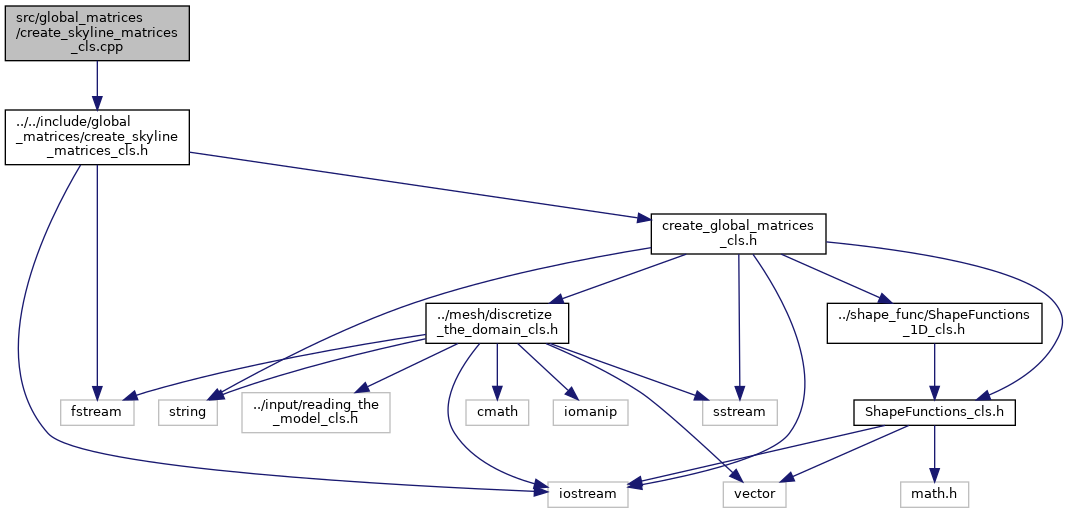 src/global_matrices
/create_skyline_matrices
_cls.cpp
../../include/global
_matrices/create_skyline
_matrices_cls.h
create_global_matrices
_cls.h
../mesh/discretize
_the_domain_cls.h
../shape_func/ShapeFunctions
_1D_cls.h
fstream
string
../input/reading_the
_model_cls.h
cmath
iomanip
sstream
ShapeFunctions_cls.h
iostream
vector
math.h